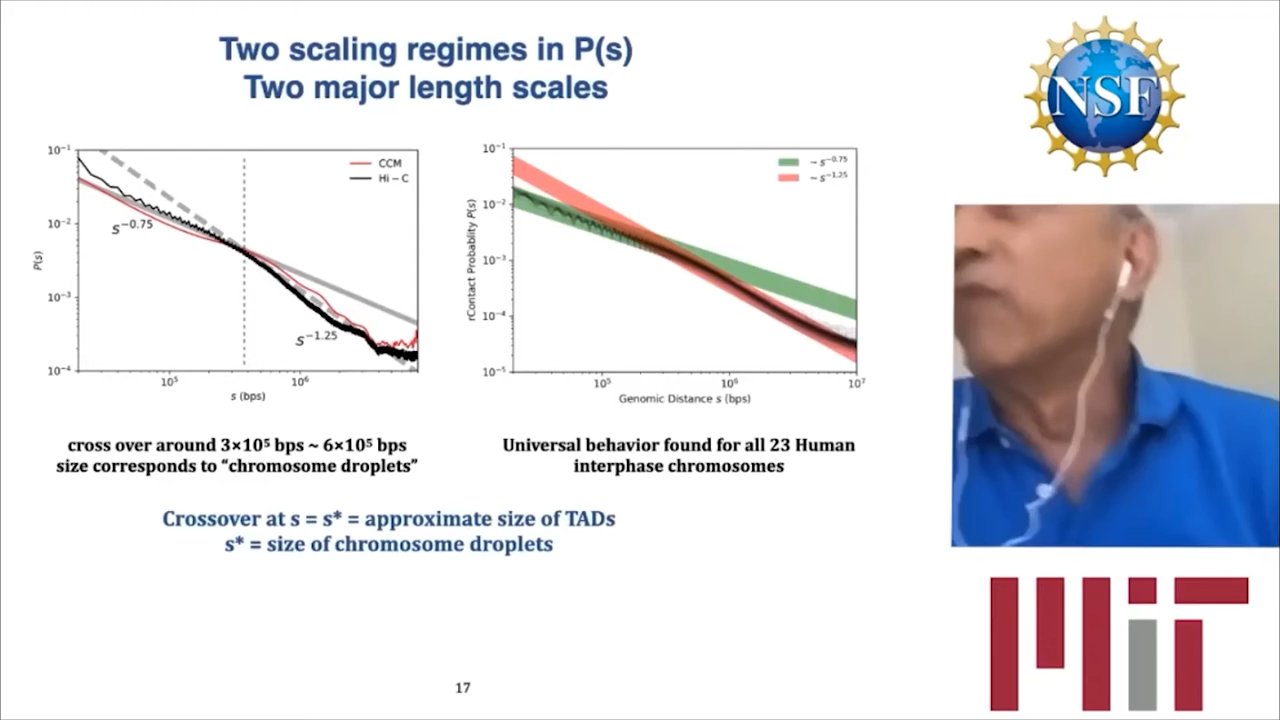 Two scaling regimes in P(s)
Two major length scales
10⁻¹
10⁻²
10⁻³
10⁻⁴
P(s)
CCM
Hi − C
s⁻⁰·⁷⁵
s⁻¹·²⁵
10⁵
10⁶
s (bps)
10⁻¹
10⁻²
10⁻³
10⁻⁴
10⁻⁵
rContact Probablity P(s)
~ s⁻⁰·⁷⁵
~ s⁻¹·²⁵
10⁵
10⁶
10⁷
Genomic Distance s (bps)
cross over around 3×10⁵ bps ~ 6×10⁵ bps
size corresponds to “chromosome droplets”
Universal behavior found for all 23 Human
interphase chromosomes
Crossover at s = s* = approximate size of TADs
s* = size of chromosome droplets
17
NSF
MIT